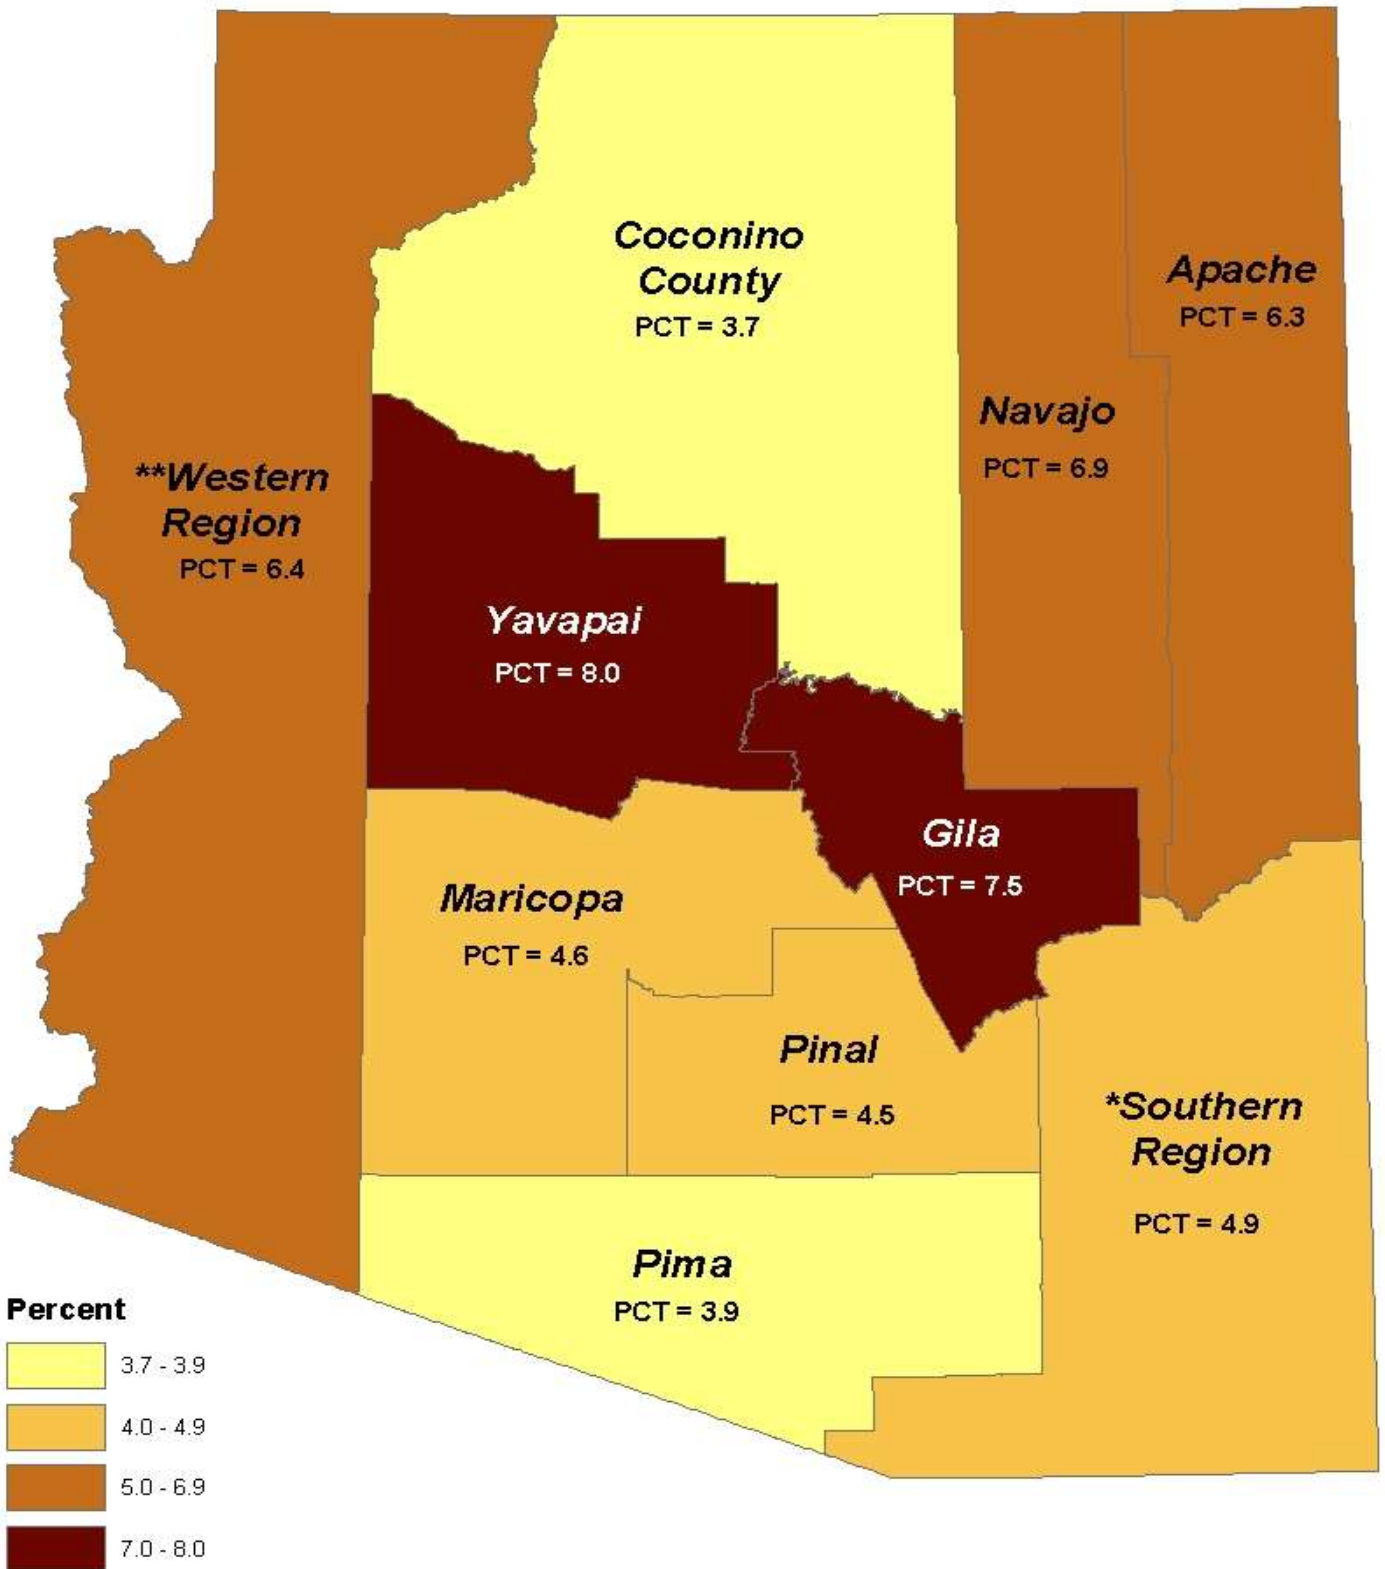 Coconino
County
PCT = 3.7
Apache
PCT = 6.3
Navajo
PCT = 6.9
**Western
Region
PCT = 6.4
Yavapai
PCT = 8.0
Gila
PCT = 7.5
Maricopa
PCT = 4.6
Pinal
PCT = 4.5
*Southern
Region
PCT = 4.9
Pima
PCT = 3.9
Percent
3.7 - 3.9
4.0 - 4.9
5.0 - 6.9
7.0 - 8.0